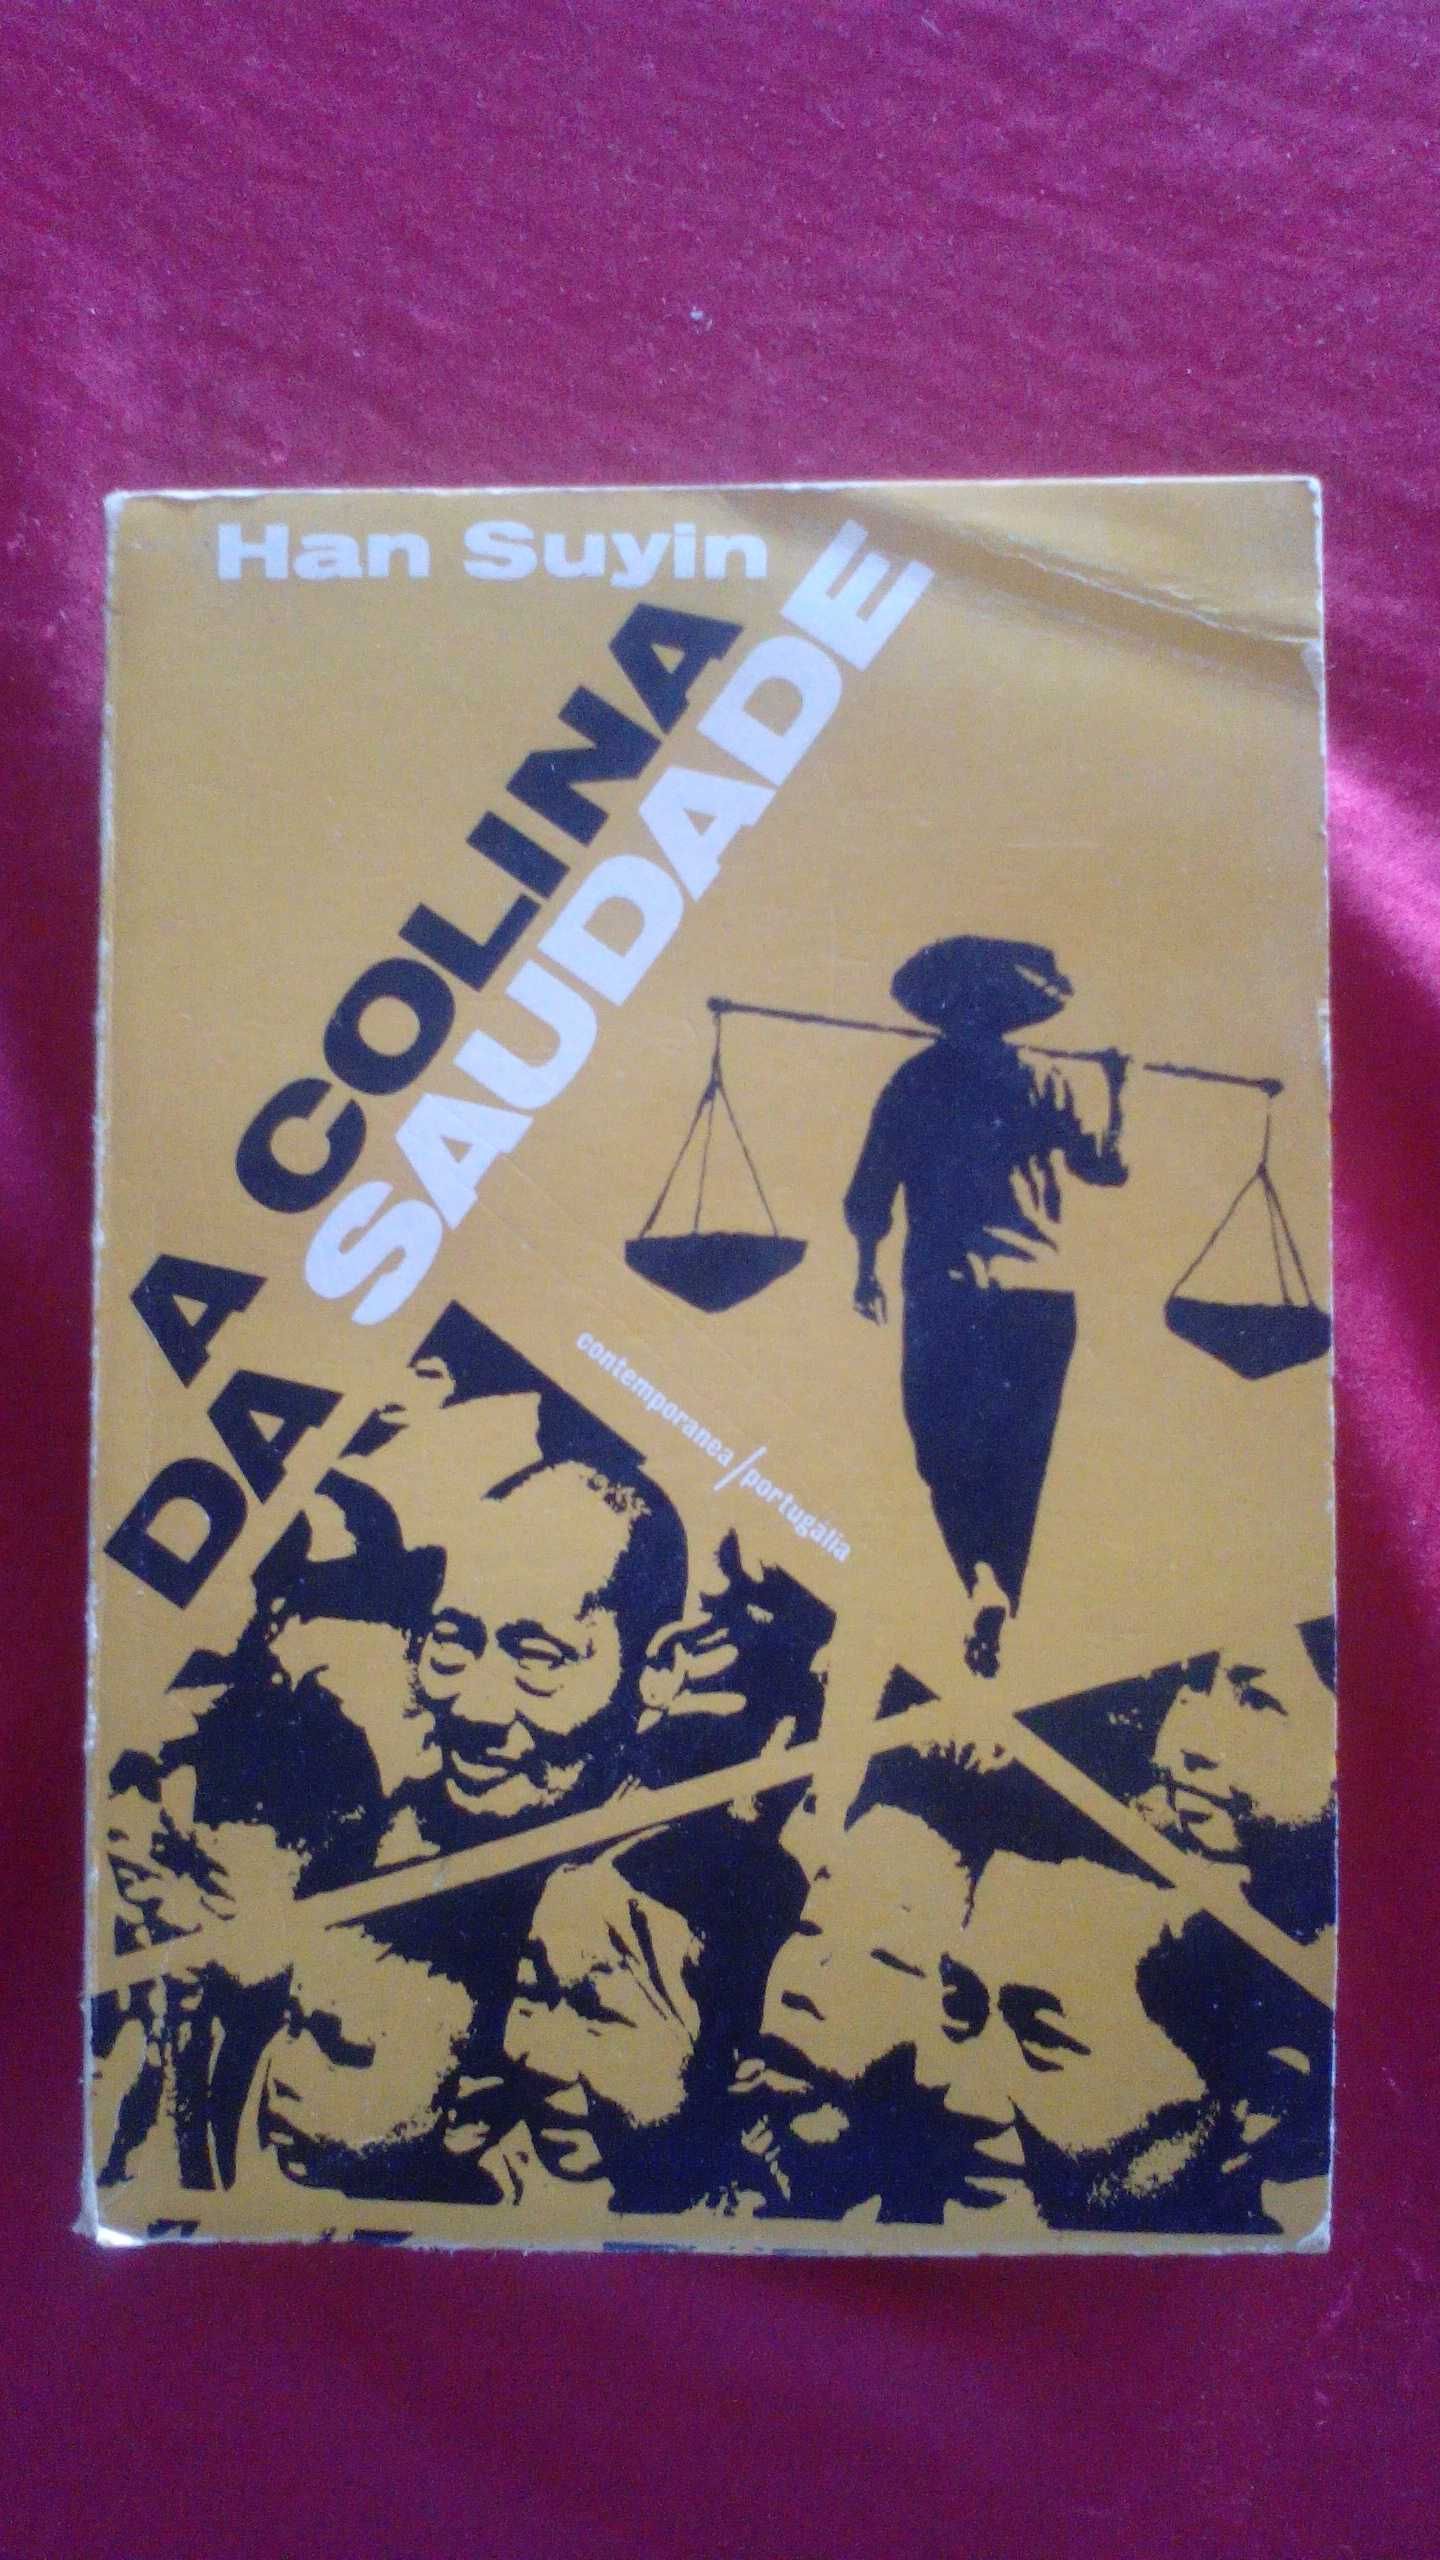 Han Suyin
A COLINA
DA SAUDADE
contemporanea/portugália